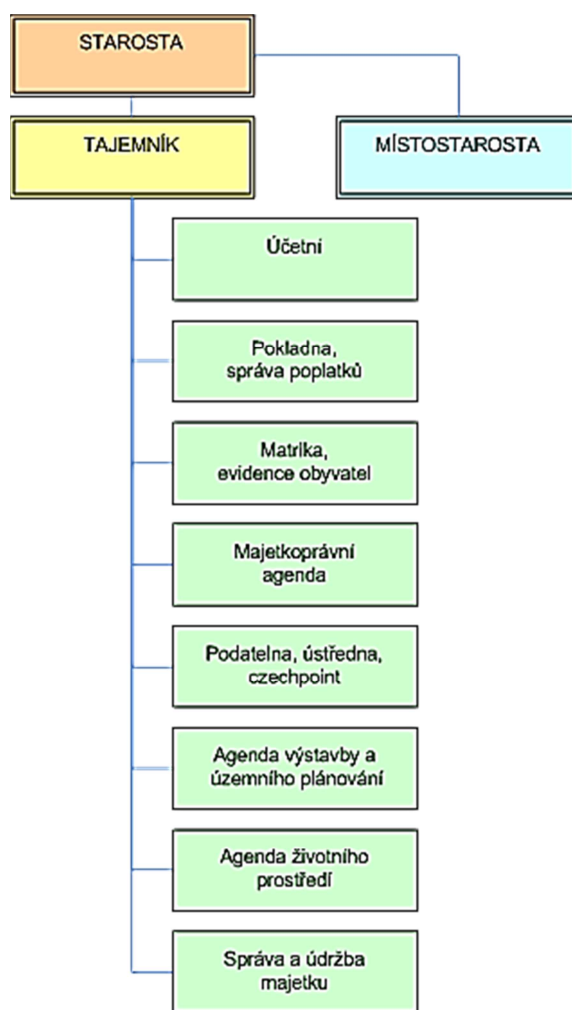 STAROSTA
TAJEMNÍK
MÍSTOSTAROSTA
Účetní
Pokladna,
správa poplatků
Matrika,
evidence obyvatel
Majetkoprávní
agenda
Podatelna, ústředna,
czechpoint
Agenda výstavby a
územního plánování
Agenda životního
prostředí
Správa a údržba
majetku